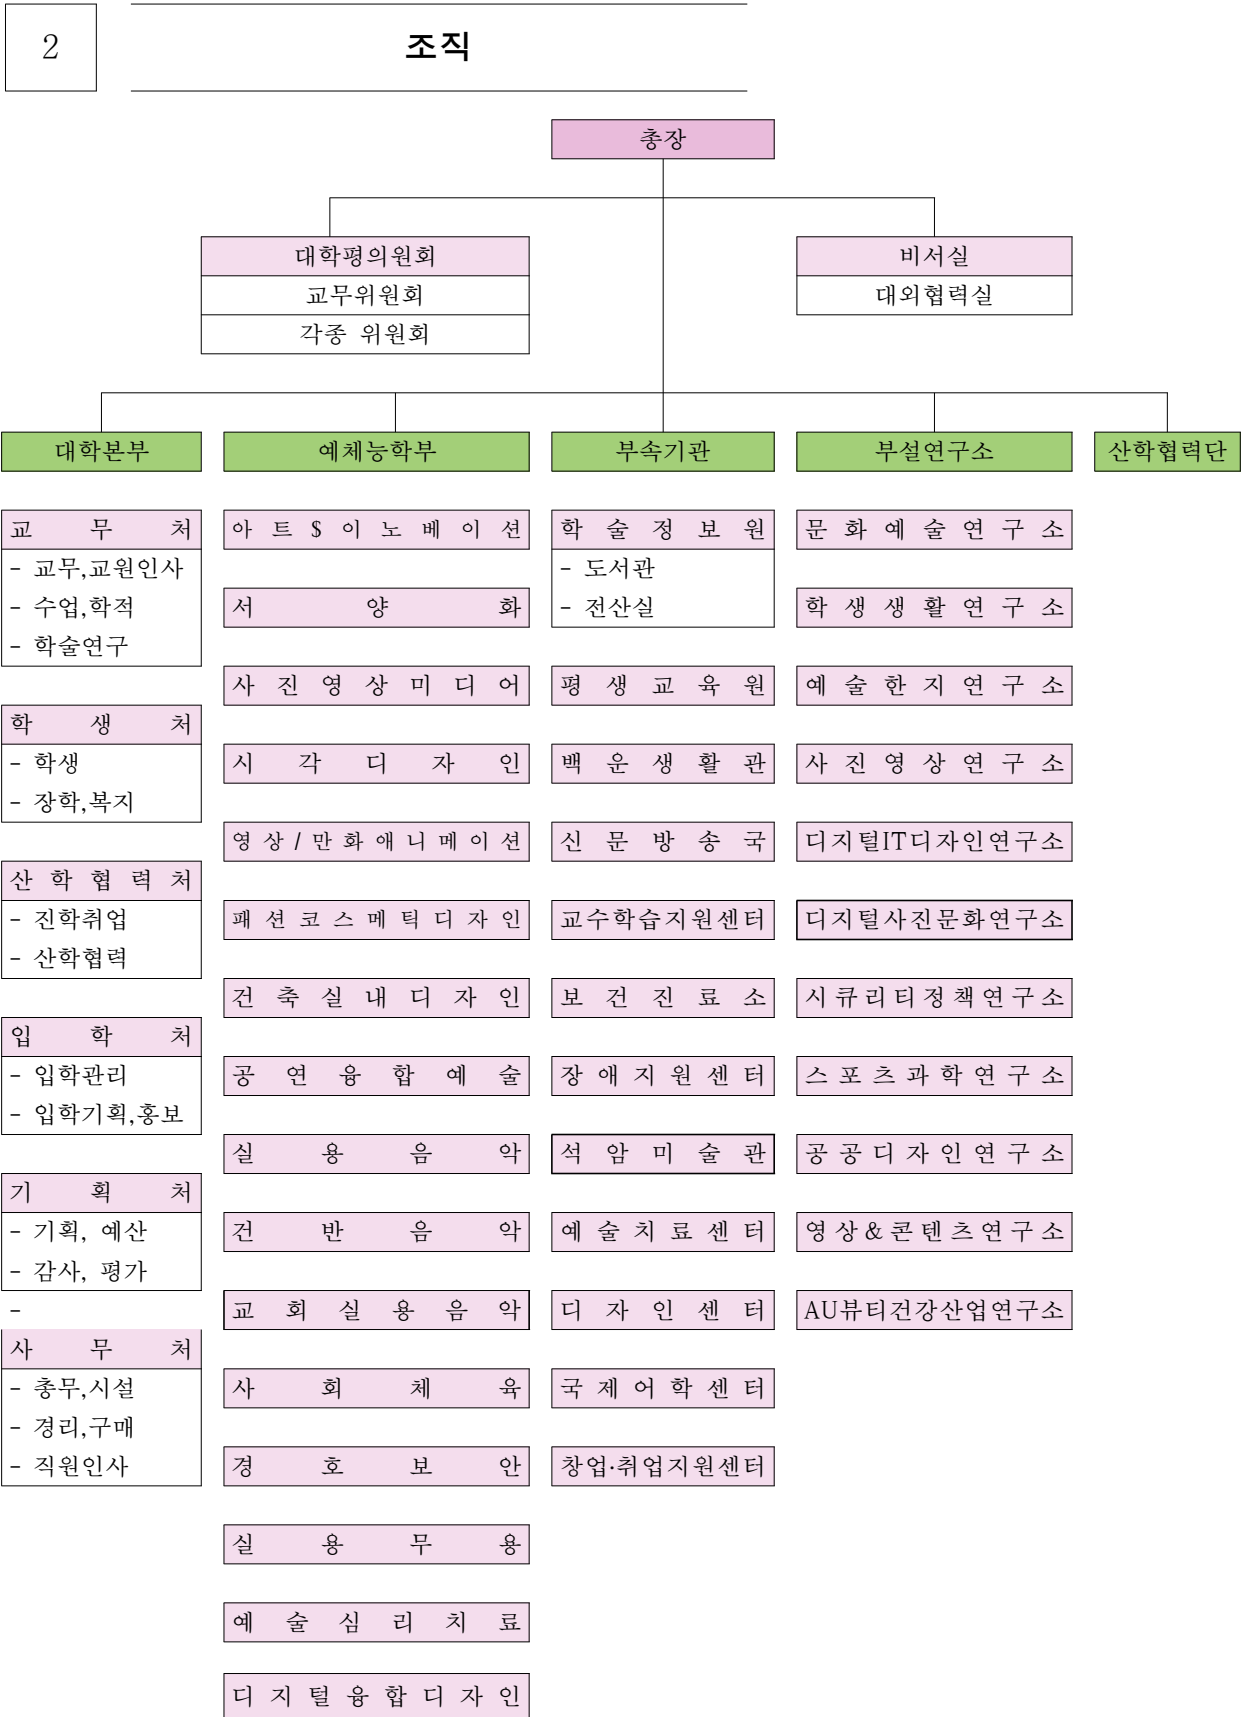 2
조직
총장
대학평의원회
교무위원회
각종 위원회
비서실
대외협력실
대학본부
예체능학부
부속기관
부설연구소
산학협력단
교무처
- 교무,교원인사
- 수업,학적
- 학술연구
학생처
- 학생
- 장학,복지
산학협력처
- 진학취업
- 산학협력
입학처
- 입학관리
- 입학기획,홍보
기획처
- 기획, 예산
- 감사, 평가
-
사무처
- 총무,시설
- 경리,구매
- 직원인사
아트$이노베이션
서양화
사진영상미디어
시각디자인
영상/만화애니메이션
패션코스메틱디자인
건축실내디자인
공연융합예술
실용음악
건반음악
교회실용음악
사회체육
경호보안
실용무용
예술심리치료
디지털융합디자인
학술정보원
- 도서관
- 전산실
평생교육원
백운생활관
신문방송국
교수학습지원센터
보건진료소
장애지원센터
석암미술관
예술치료센터
디자인센터
국제어학센터
창업·취업지원센터
문화예술연구소
학생생활연구소
예술한지연구소
사진영상연구소
디지털IT디자인연구소
디지털사진문화연구소
시큐리티정책연구소
스포츠과학연구소
공공디자인연구소
영상&콘텐츠연구소
AU뷰티건강산업연구소